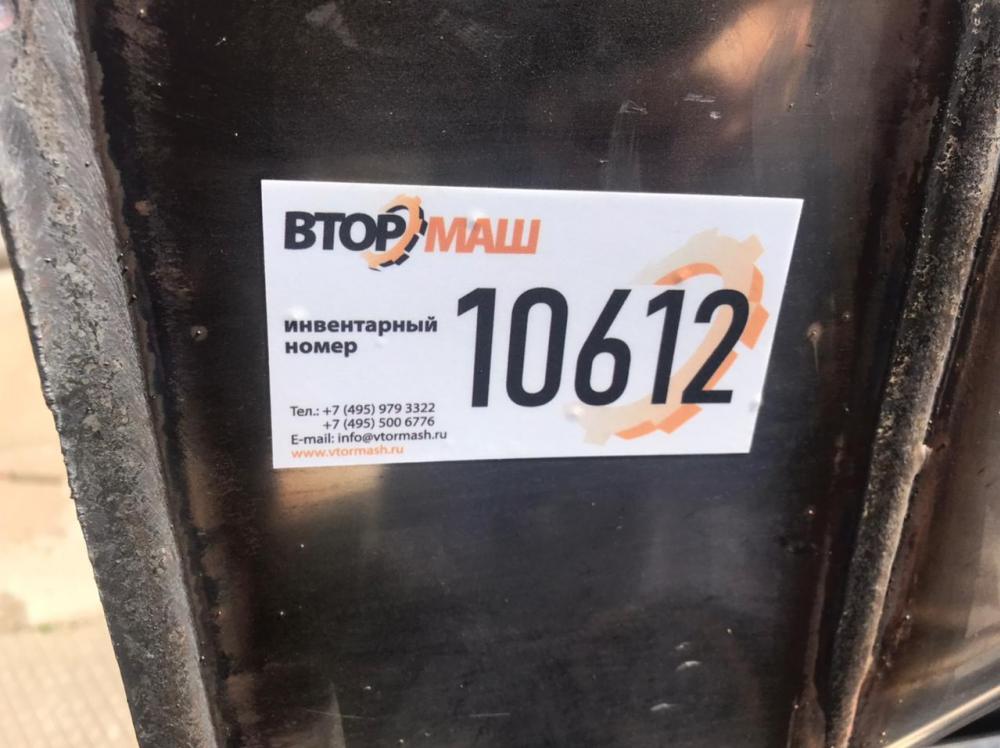 ВТОРМАШ
инвентарный
номер
10612
Тел.: +7 (495) 979 3322
+7 (495) 500 6776
E-mail: info@vtormash.ru
www.vtormash.ru